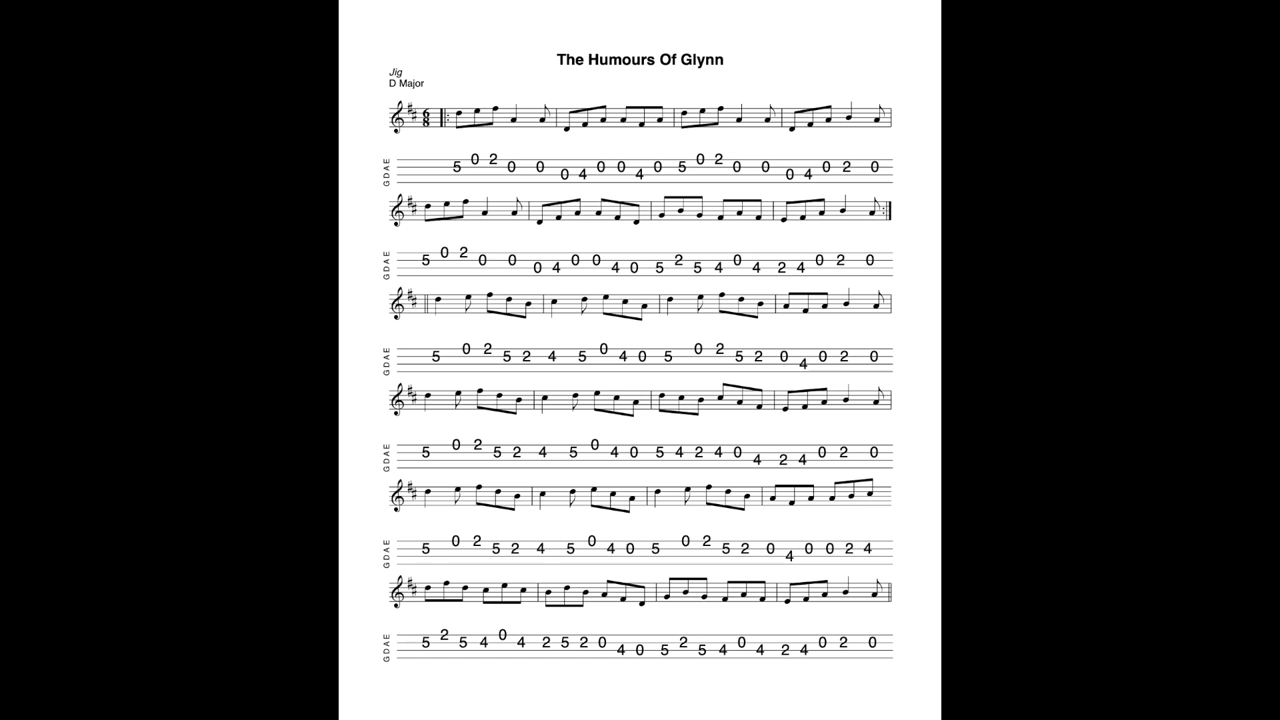 The Humours Of Glynn
Jig
D Major
6
8
G D A E 5 0 2 0 0 0 4 0 0 4 0 5 0 2 0 0 0 4 0 2 0
G D A E 5 0 2 0 0 0 4 0 0 4 0 5 2 5 4 0 4 2 4 0 2 0
G D A E 5 0 2 5 2 4 5 0 4 0 5 0 2 5 2 0 4 0 2 0
G D A E 5 0 2 5 2 4 5 0 4 0 5 4 2 4 0 4 2 4 0 2 0
G D A E 5 0 2 5 2 4 5 0 4 0 5 0 2 5 2 0 4 0 0 2 4
G D A E 5 2 5 4 0 4 2 5 2 0 4 0 5 2 5 4 0 4 2 4 0 2 0